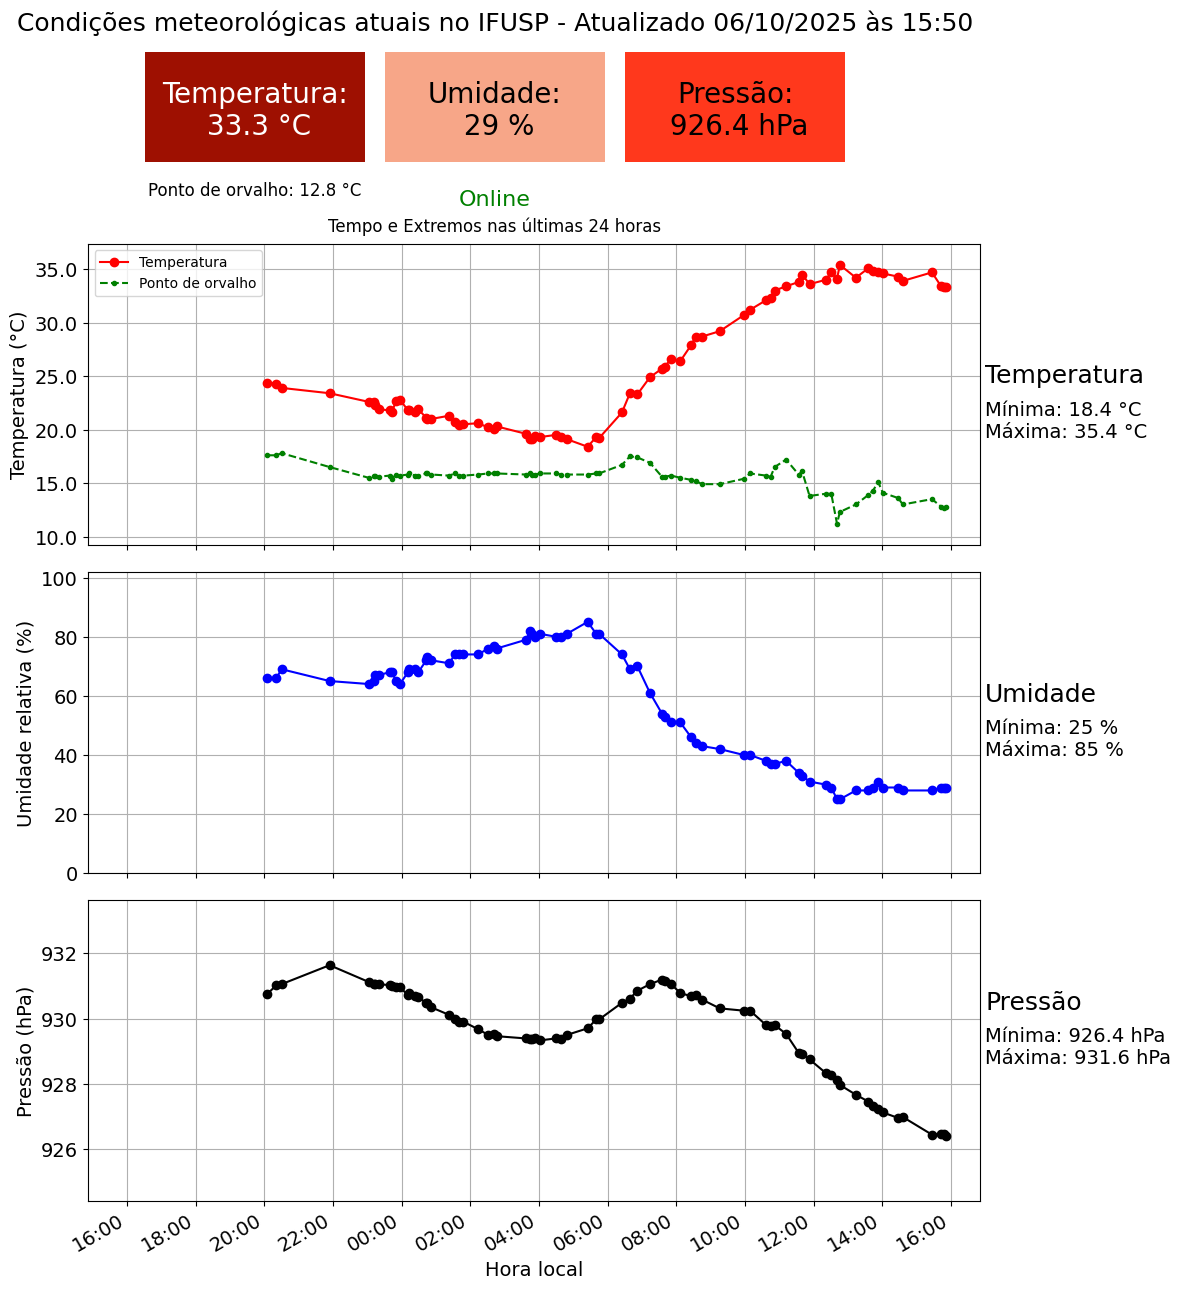 Condições meteorológicas atuais no IFUSP - Atualizado 06/10/2025 às 15:50
Temperatura:
33.3 °C
Umidade:
29 %
Pressão:
926.4 hPa
Ponto de orvalho: 12.8 °C
Online
Tempo e Extremos nas últimas 24 horas
Temperatura
Ponto de orvalho
Temperatura (°C)
35.0
30.0
25.0
20.0
15.0
10.0
Temperatura
Mínima: 18.4 °C
Máxima: 35.4 °C
Umidade relativa (%)
100
80
60
40
20
0
Umidade
Mínima: 25 %
Máxima: 85 %
Pressão (hPa)
932
930
928
926
Pressão
Mínima: 926.4 hPa
Máxima: 931.6 hPa
16:00 18:00 20:00 22:00 00:00 02:00 04:00 06:00 08:00 10:00 12:00 14:00 16:00
Hora local